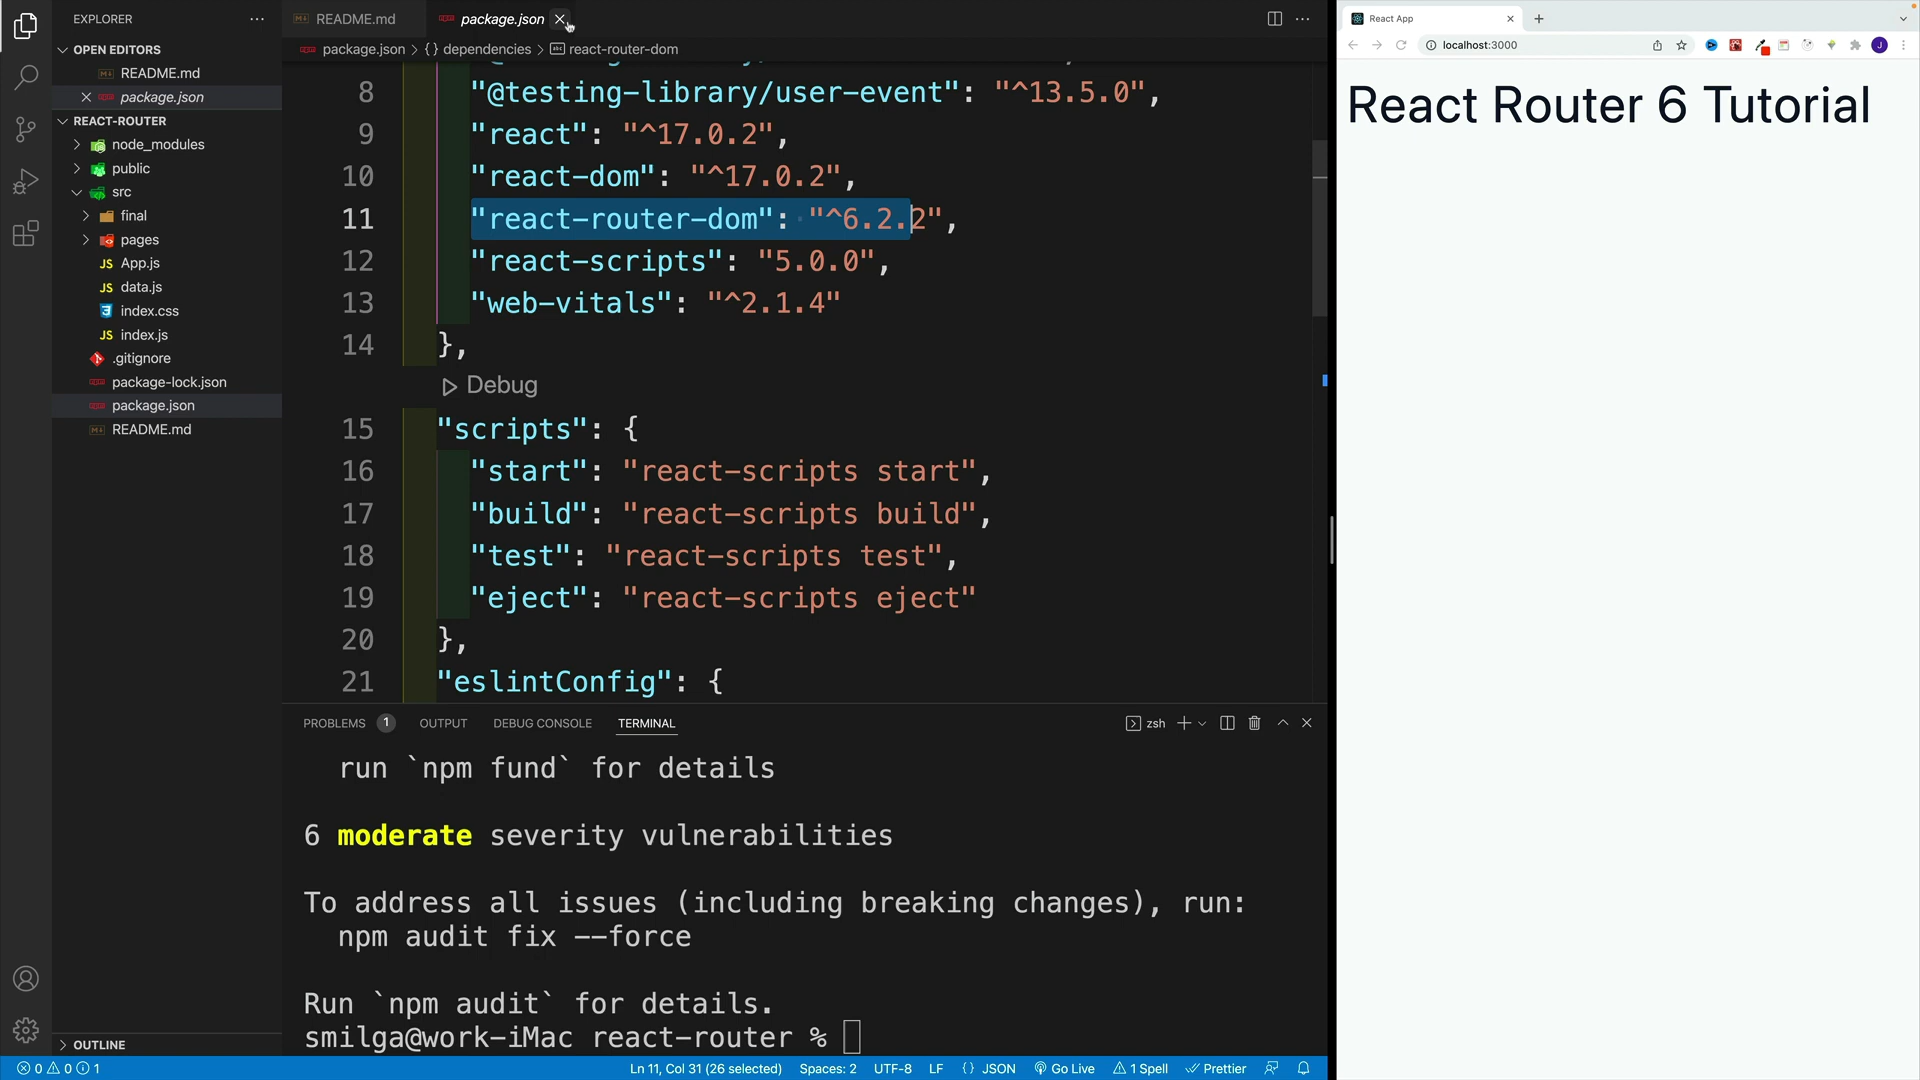 EXPLORER
OPEN EDITORS
README.md
package.json
REACT-ROUTER
node_modules
public
src
final
pages
JS App.js
JS data.js
index.css
JS index.js
.gitignore
package-lock.json
package.json
README.md
OUTLINE
README.md
package.json
package.json > {} dependencies > abc react-router-dom
8 "@testing-library/user-event": "^13.5.0",
9 "react": "^17.0.2",
10 "react-dom": "^17.0.2",
11 "react-router-dom": "^6.2.2",
12 "react-scripts": "5.0.0",
13 "web-vitals": "^2.1.4"
14 },
Debug
15 "scripts": {
16 "start": "react-scripts start",
17 "build": "react-scripts build",
18 "test": "react-scripts test",
19 "eject": "react-scripts eject"
20 },
21 "eslintConfig": {
PROBLEMS 1 OUTPUT DEBUG CONSOLE TERMINAL
zsh
run `npm fund` for details
6 moderate severity vulnerabilities
To address all issues (including breaking changes), run:
npm audit fix --force
Run `npm audit` for details.
smilga@work-iMac react-router %
0 0 1
Ln 11, Col 31 (26 selected) Spaces: 2 UTF-8 LF {} JSON Go Live 1 Spell Prettier
React App
localhost:3000
J
React Router 6 Tutorial